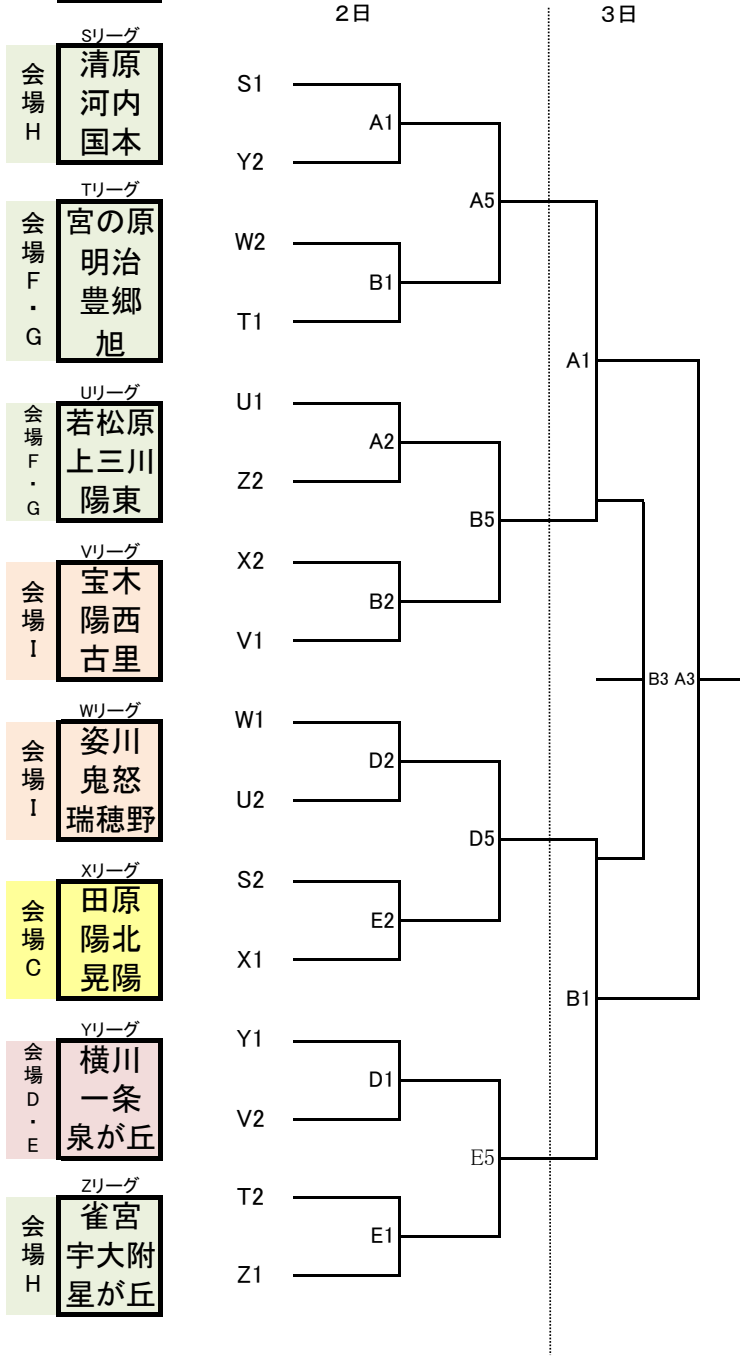 2日
3日
Sリーグ
会場H
清原
河内
国本
Tリーグ
会場F・G
宮の原
明治
豊郷
旭
Uリーグ
会場F・G
若松原
上三川
陽東
Vリーグ
会場I
宝木
陽西
古里
Wリーグ
会場I
姿川
鬼怒
瑞穂野
Xリーグ
会場C
田原
陽北
晃陽
Yリーグ
会場D・E
横川
一条
泉が丘
Zリーグ
会場H
雀宮
宇大附
星が丘
S1
A1
Y2
A5
W2
B1
T1
A1
U1
A2
Z2
B5
X2
B2
V1
B3 A3
W1
D2
U2
D5
S2
E2
X1
B1
Y1
D1
V2
E5
T2
E1
Z1